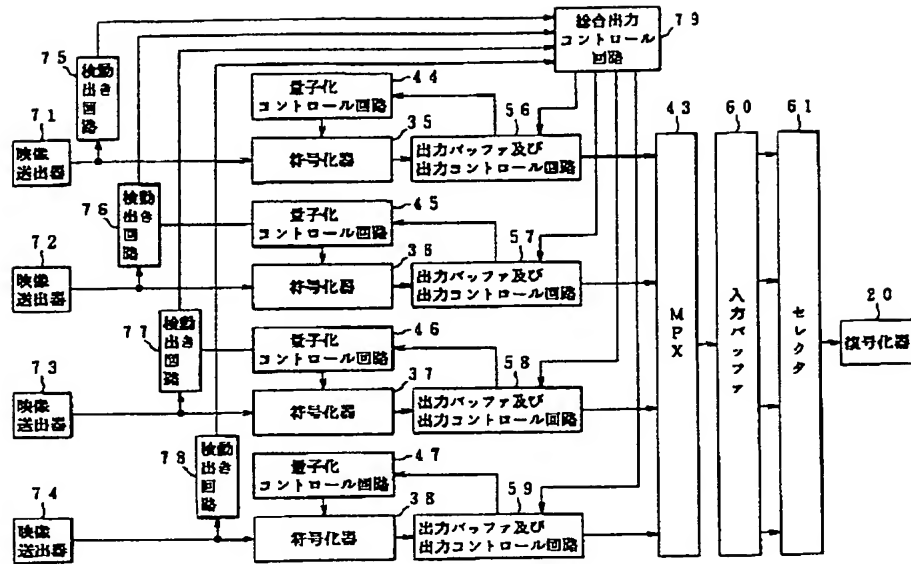 総合出力
コントロール
回路
79
75
検動
出き
回
路
44
量子化
コントロール回路
71
映像
送出器
35
符号化器
56
出力バッファ及び
出力コントロール回路
43
MPX
60
入力バッファ
61
セレクタ
76
検動
出き
回
路
45
量子化
コントロール回路
72
映像
送出器
36
符号化器
57
出力バッファ及び
出力コントロール回路
20
復号化器
77
検動
出き
回
路
46
量子化
コントロール回路
73
映像
送出器
37
符号化器
58
出力バッファ及び
出力コントロール回路
78
検動
出き
回
路
47
量子化
コントロール回路
74
映像
送出器
38
符号化器
59
出力バッファ及び
出力コントロール回路